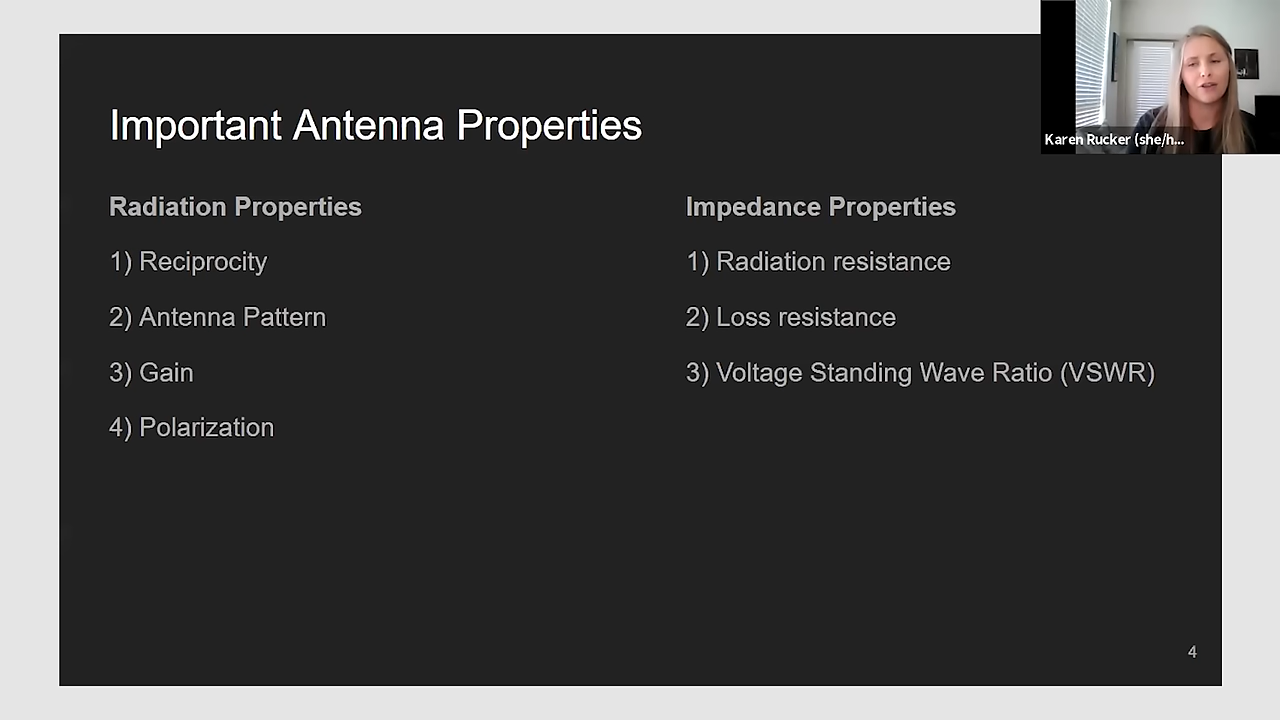 Important Antenna Properties
Karen Rucker (she/h...
Radiation Properties
1) Reciprocity
2) Antenna Pattern
3) Gain
4) Polarization
Impedance Properties
1) Radiation resistance
2) Loss resistance
3) Voltage Standing Wave Ratio (VSWR)
4